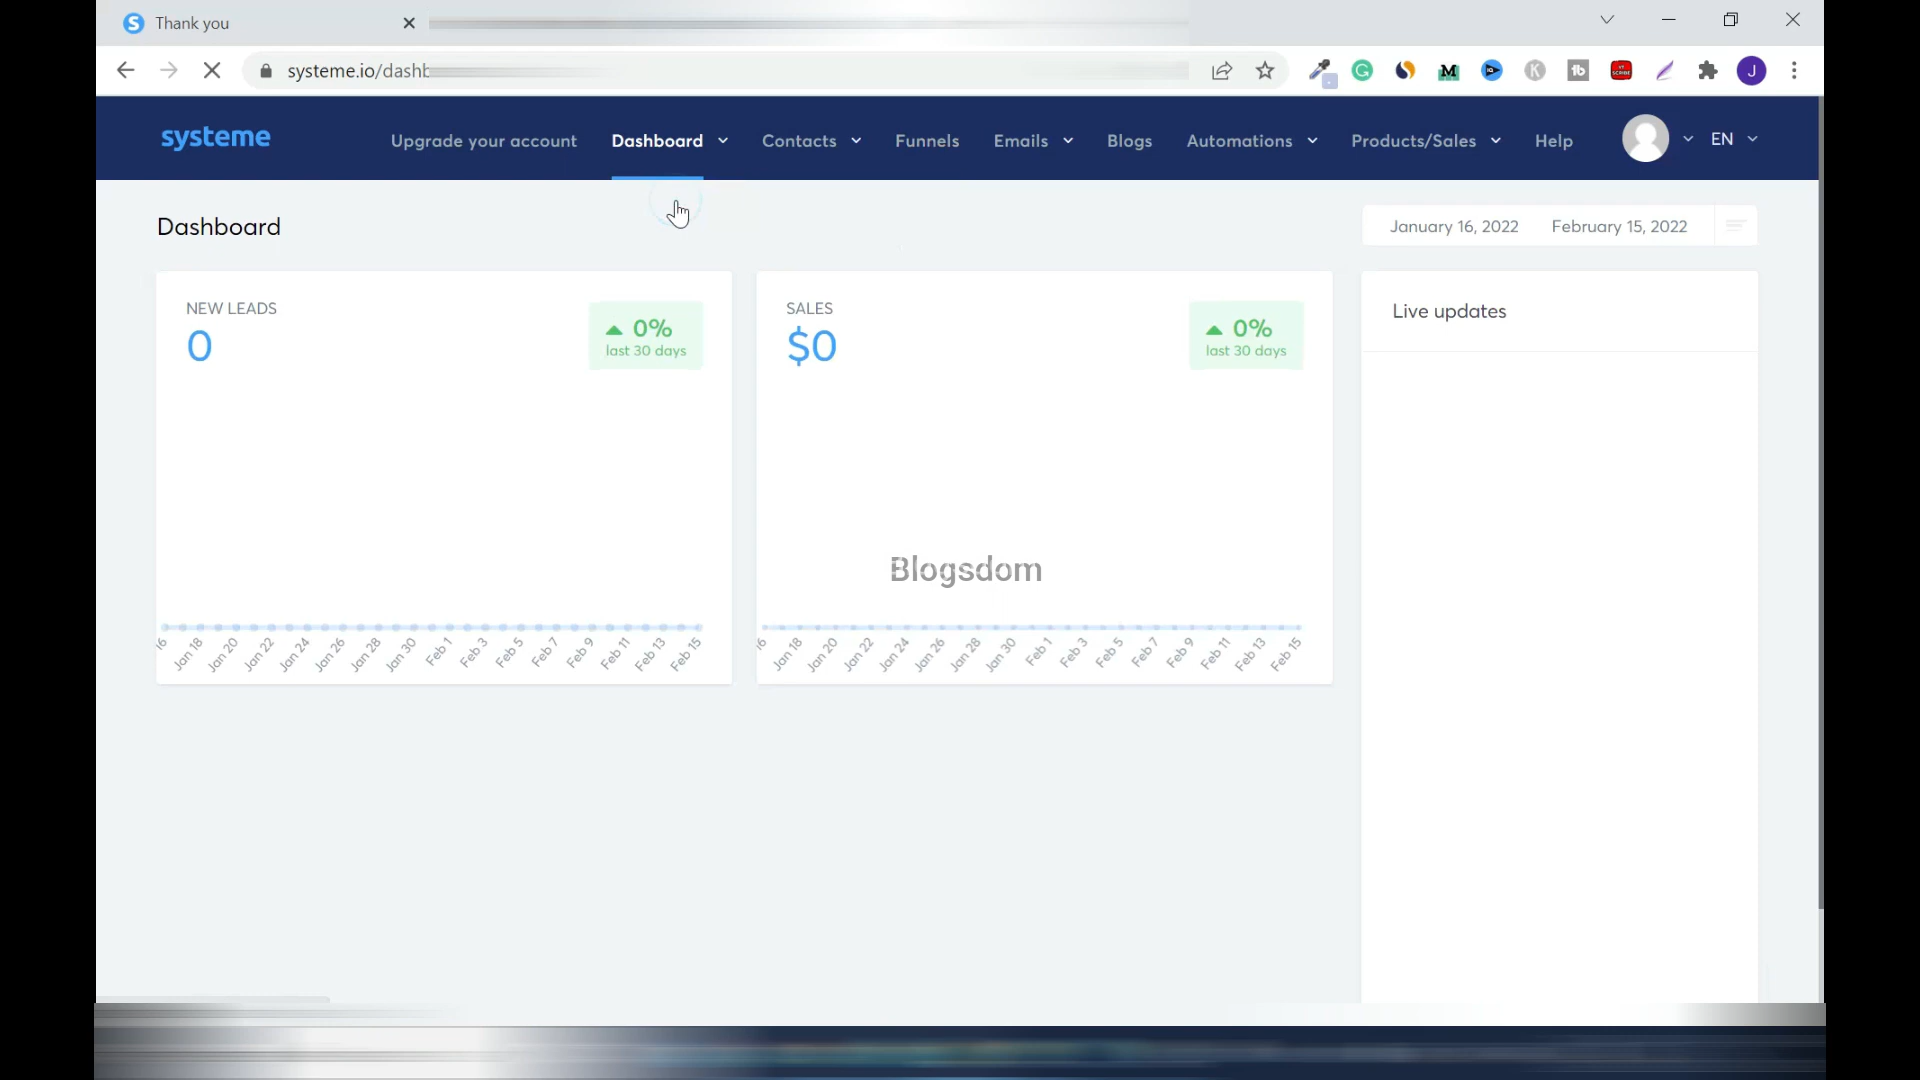 Thank you
systeme.io/dashb
systeme
Upgrade your account Dashboard Contacts Funnels Emails Blogs Automations Products/Sales Help EN
Dashboard
January 16, 2022 February 15, 2022
NEW LEADS
0
0%
last 30 days
SALES
$0
0%
last 30 days
Live updates
Blogsdom
16 Jan 18 Jan 20 Jan 22 Jan 24 Jan 26 Jan 28 Jan 30 Feb 1 Feb 3 Feb 5 Feb 7 Feb 9 Feb 11 Feb 13 Feb 15
16 Jan 18 Jan 20 Jan 22 Jan 24 Jan 26 Jan 28 Jan 30 Feb 1 Feb 3 Feb 5 Feb 7 Feb 9 Feb 11 Feb 13 Feb 15